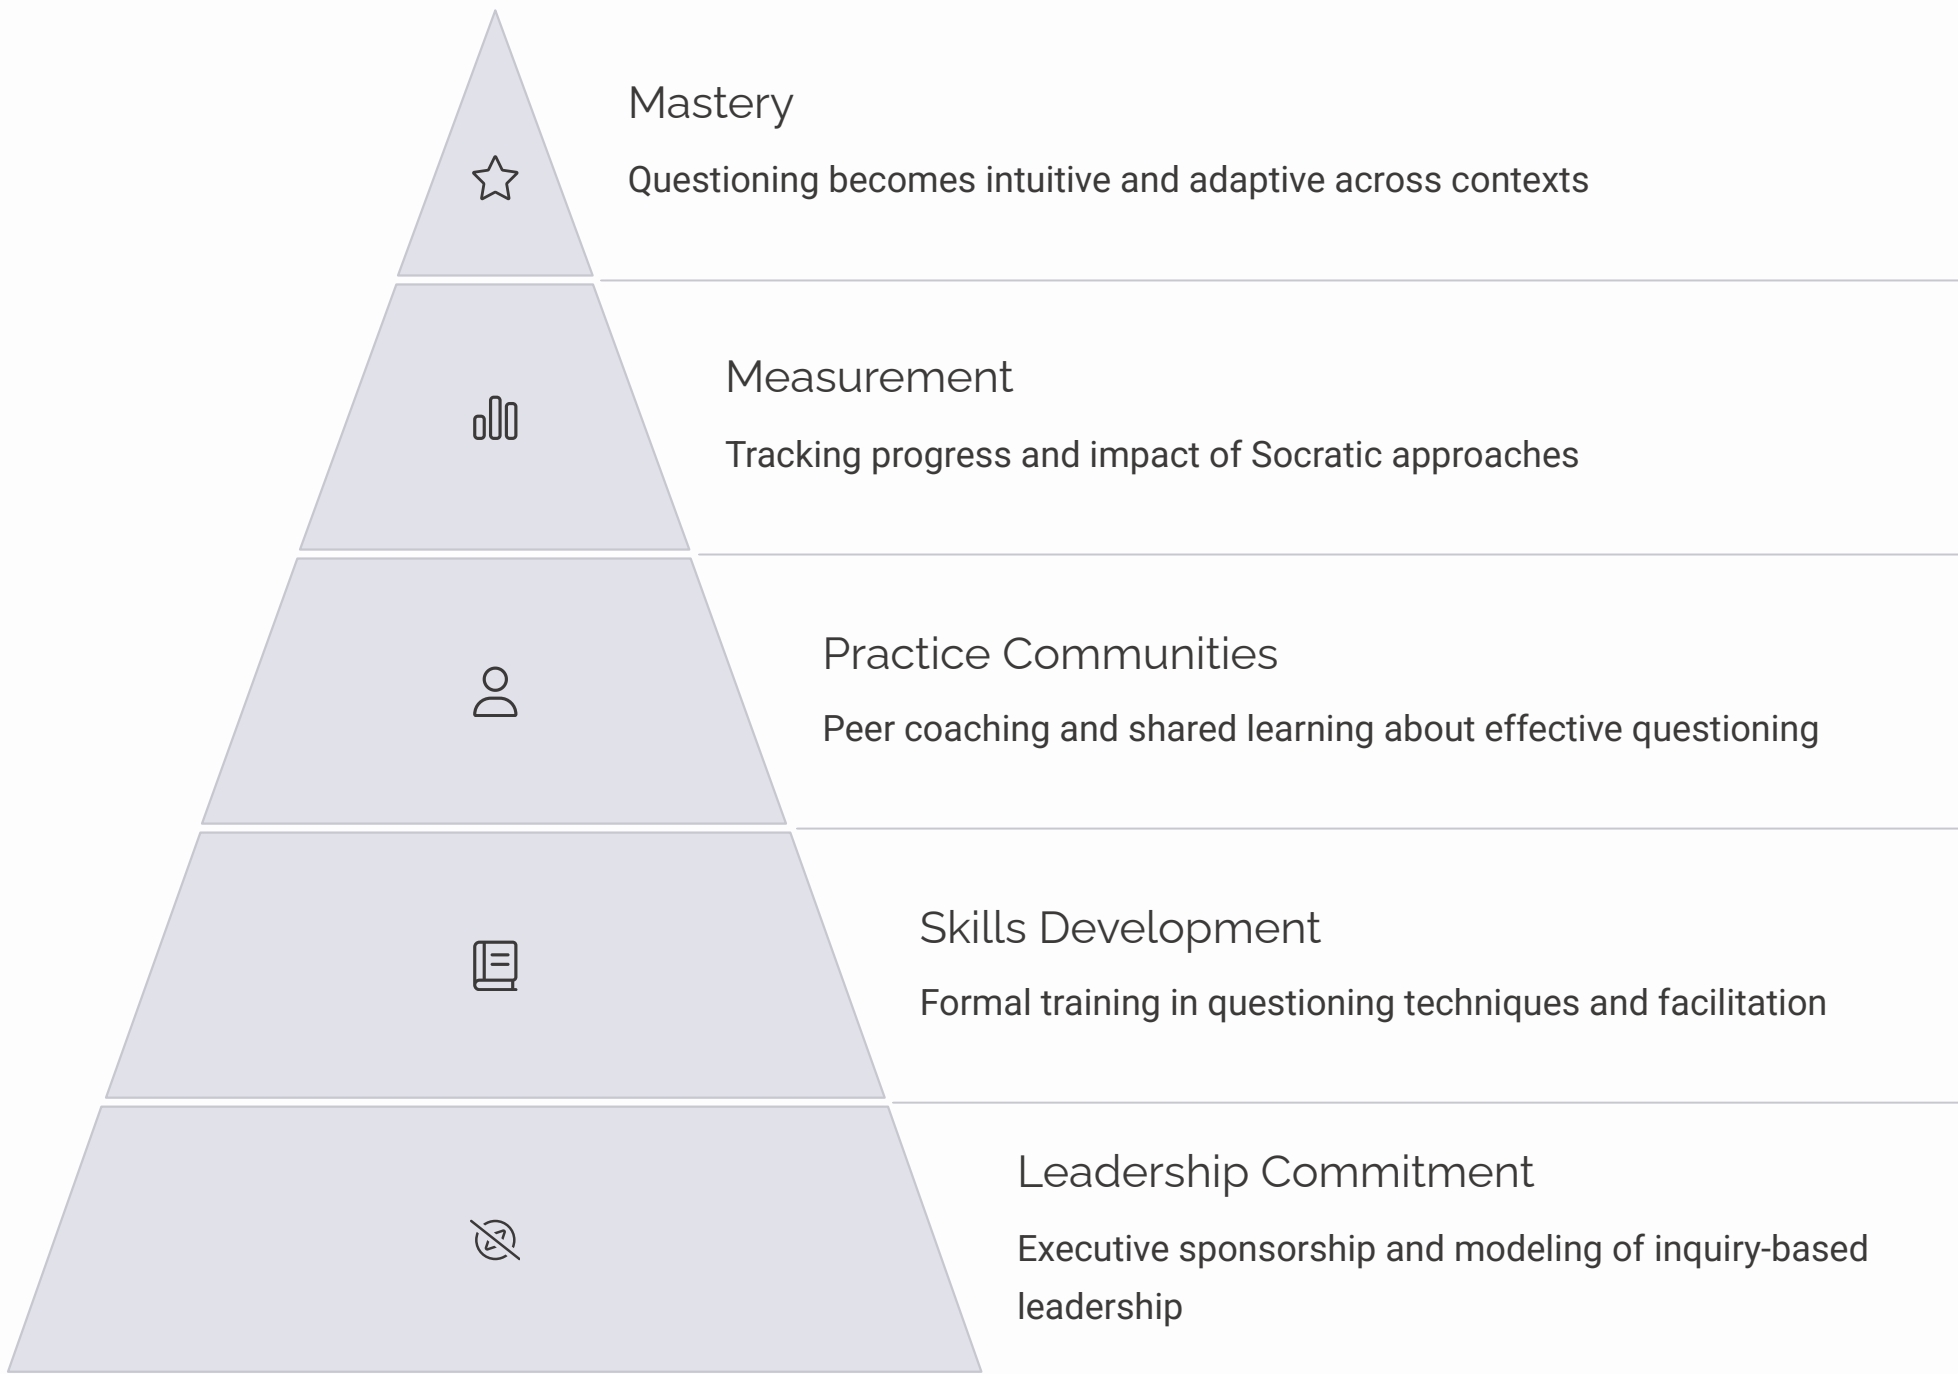 Mastery
Questioning becomes intuitive and adaptive across contexts
Measurement
Tracking progress and impact of Socratic approaches
Practice Communities
Peer coaching and shared learning about effective questioning
Skills Development
Formal training in questioning techniques and facilitation
Leadership Commitment
Executive sponsorship and modeling of inquiry-based
leadership